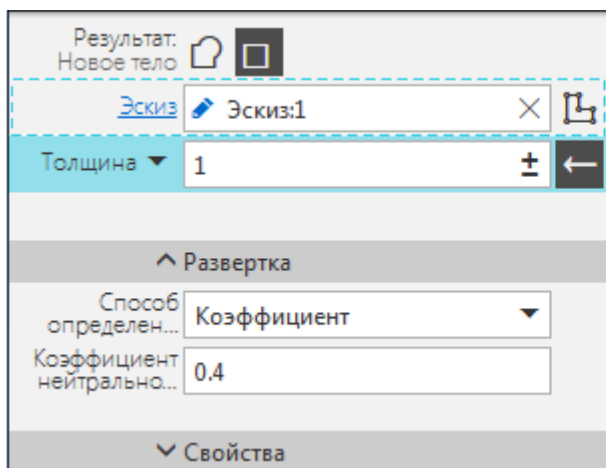 Результат:
Новое тело
Эскиз Эскиз:1
Толщина 1
Развертка
Способ
определен... Коэффициент
Коэффициент
нейтрально... 0.4
Свойства